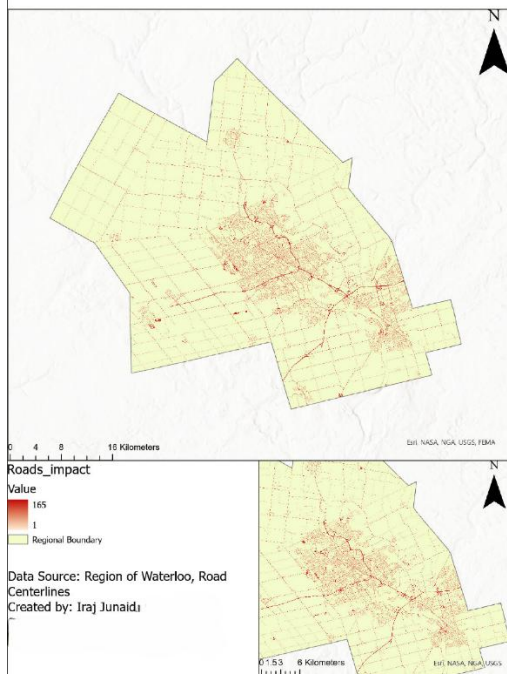 N
0 4 8 16 Kilometers
Esri, NASA, NGA, USGS, FEMA
Roads_impact
Value
165
1
Regional Boundary
Data Source: Region of Waterloo, Road
Centerlines
Created by: Iraj Junaid
N
0 1.5 3 6 Kilometers
Esri, NASA, NGA, USGS